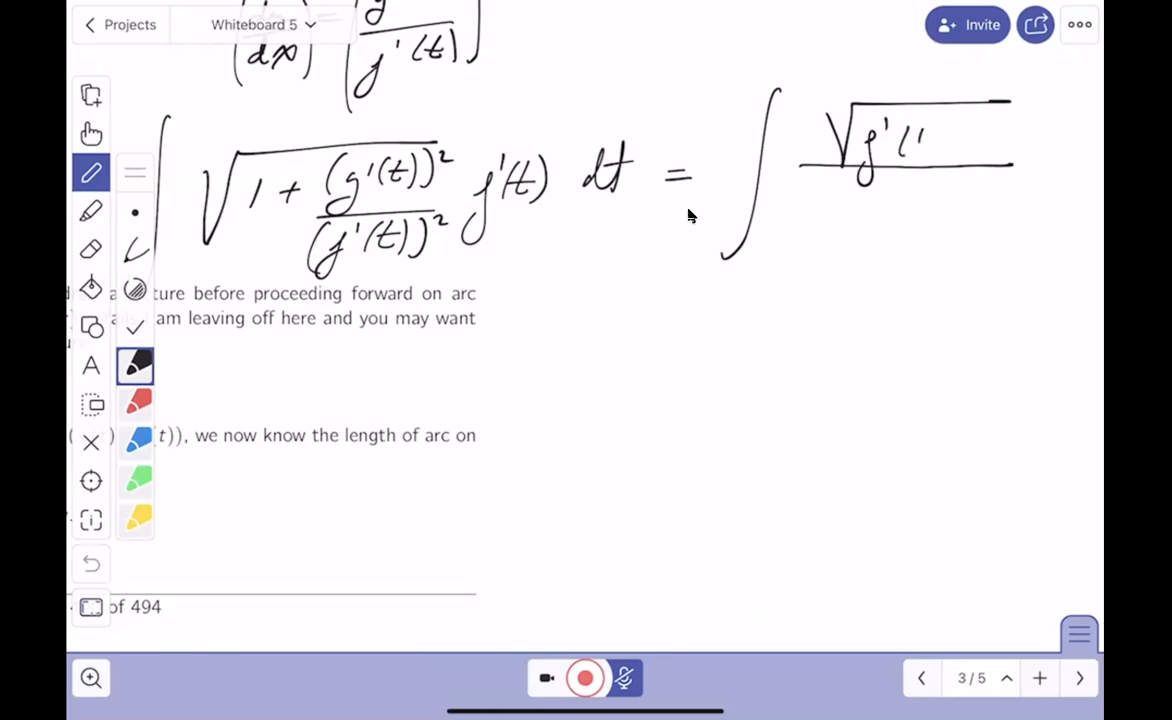 Projects
Whiteboard 5
Invite
(dy/dx) = (g'/f'(t))
∫ √(1 + (g'(t))²/(f'(t))²) f'(t) dt = ∫ √f'(
ture before proceeding forward on arc
am leaving off here and you may want
(t)), we now know the length of arc on
A
of 494
3/5